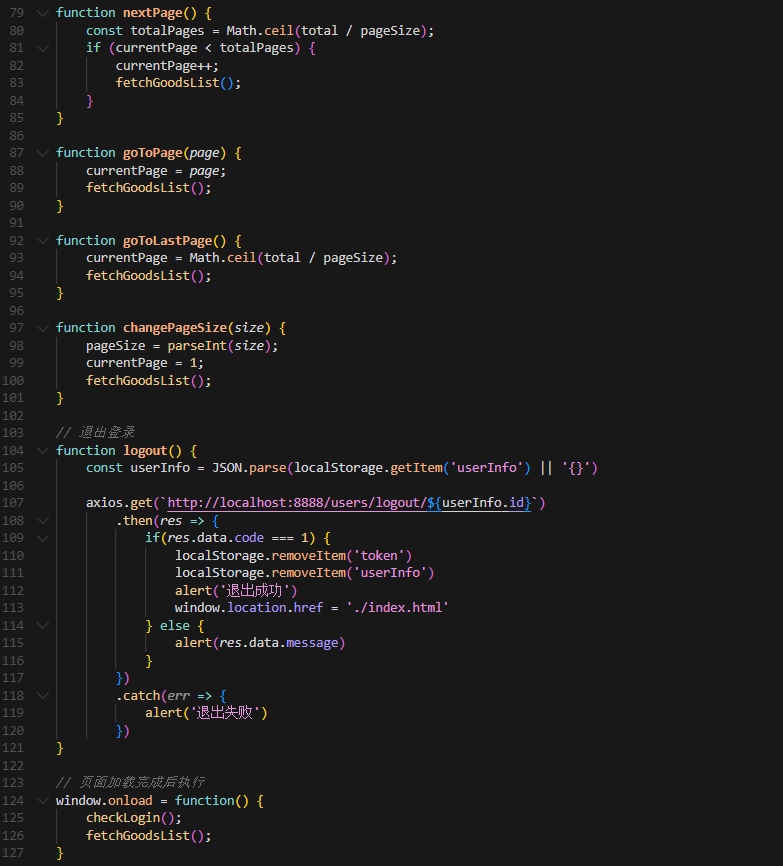 79 function nextPage() {
80 const totalPages = Math.ceil(total / pageSize);
81 if (currentPage < totalPages) {
82 currentPage++;
83 fetchGoodsList();
84 }
85 }
86
87 function goToPage(page) {
88 currentPage = page;
89 fetchGoodsList();
90 }
91
92 function goToLastPage() {
93 currentPage = Math.ceil(total / pageSize);
94 fetchGoodsList();
95 }
96
97 function changePageSize(size) {
98 pageSize = parseInt(size);
99 currentPage = 1;
100 fetchGoodsList();
101 }
102
103 // 退出登录
104 function logout() {
105 const userInfo = JSON.parse(localStorage.getItem('userInfo') || '{}')
106
107 axios.get(`http://localhost:8888/users/logout/${userInfo.id}`)
108 .then(res => {
109 if(res.data.code === 1) {
110 localStorage.removeItem('token')
111 localStorage.removeItem('userInfo')
112 alert('退出成功')
113 window.location.href = './index.html'
114 } else {
115 alert(res.data.message)
116 }
117 })
118 .catch(err => {
119 alert('退出失败')
120 })
121 }
122
123 // 页面加载完成后执行
124 window.onload = function() {
125 checkLogin();
126 fetchGoodsList();
127 }